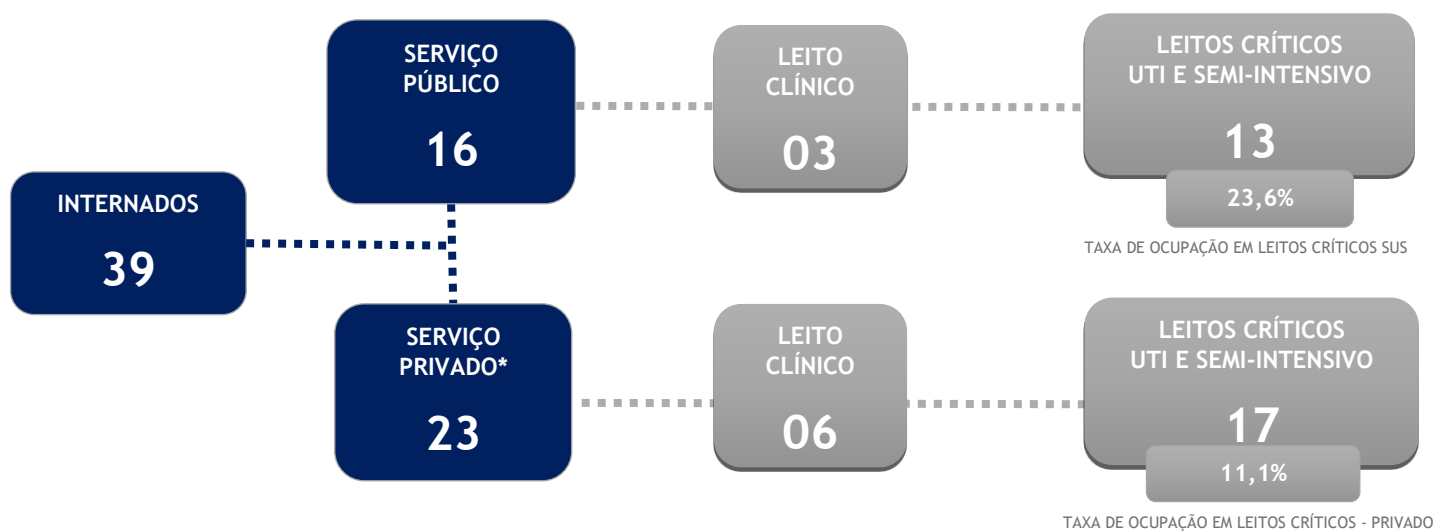 INTERNADOS
39
SERVIÇO
PÚBLICO
16
LEITO
CLÍNICO
03
LEITOS CRÍTICOS
UTI E SEMI-INTENSIVO
13
23,6%
TAXA DE OCUPAÇÃO EM LEITOS CRÍTICOS SUS
SERVIÇO
PRIVADO*
23
LEITO
CLÍNICO
06
LEITOS CRÍTICOS
UTI E SEMI-INTENSIVO
17
11,1%
TAXA DE OCUPAÇÃO EM LEITOS CRÍTICOS - PRIVADO